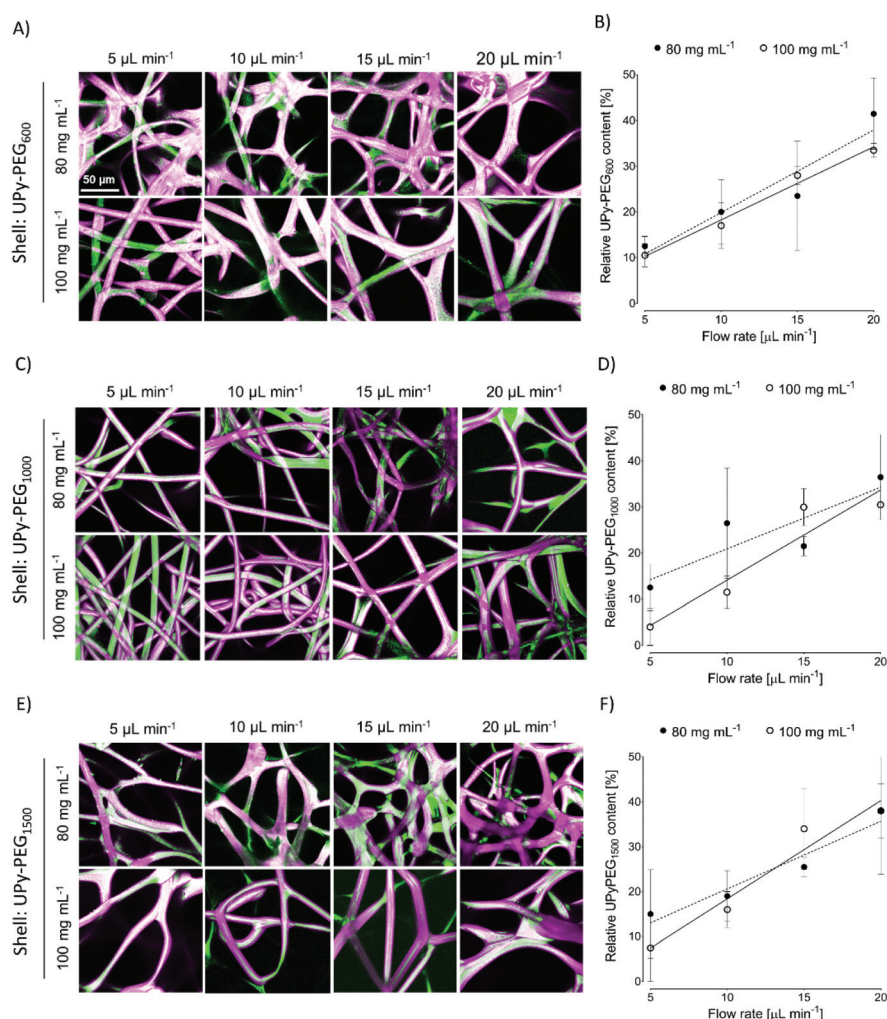 A)
5 µL min⁻¹ 10 µL min⁻¹ 15 µL min⁻¹ 20 µL min⁻¹
Shell: UPy-PEG₆₀₀
80 mg mL⁻¹
100 mg mL⁻¹
50 µm
B)
80 mg mL⁻¹ 100 mg mL⁻¹
Relative UPy-PEG₆₀₀ content [%]
50
40
30
20
10
0
5 10 15 20
Flow rate [µL min⁻¹]
C)
5 µL min⁻¹ 10 µL min⁻¹ 15 µL min⁻¹ 20 µL min⁻¹
Shell: UPy-PEG₁₀₀₀
80 mg mL⁻¹
100 mg mL⁻¹
D)
80 mg mL⁻¹ 100 mg mL⁻¹
Relative UPy-PEG₁₀₀₀ content [%]
50
40
30
20
10
0
5 10 15 20
Flow rate [µL min⁻¹]
E)
5 µL min⁻¹ 10 µL min⁻¹ 15 µL min⁻¹ 20 µL min⁻¹
Shell: UPy-PEG₁₅₀₀
80 mg mL⁻¹
100 mg mL⁻¹
F)
80 mg mL⁻¹ 100 mg mL⁻¹
Relative UPyPEG₁₅₀₀ content [%]
50
40
30
20
10
0
5 10 15 20
Flow rate [µL min⁻¹]